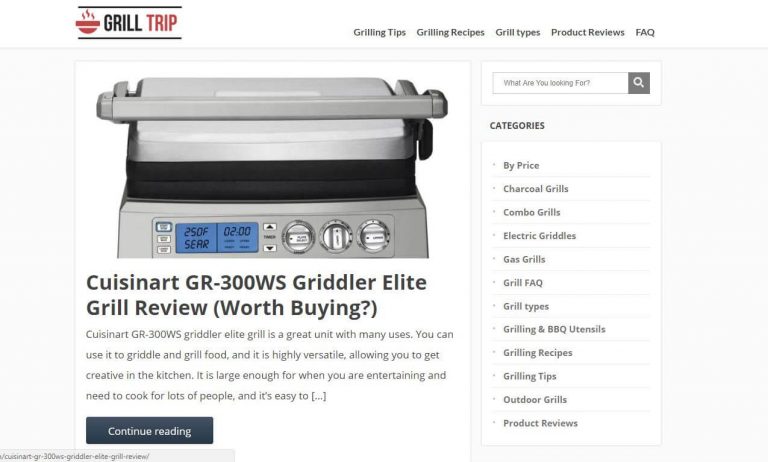 GRILL TRIP
Grilling Tips Grilling Recipes Grill types Product Reviews FAQ
250F 02:00
SEAR
TIMER
What Are You looking For?
CATEGORIES
By Price
Charcoal Grills
Combo Grills
Electric Griddles
Gas Grills
Grill FAQ
Grill types
Grilling & BBQ Utensils
Grilling Recipes
Grilling Tips
Outdoor Grills
Product Reviews
Cuisinart GR-300WS Griddler Elite
Grill Review (Worth Buying?)
Cuisinart GR-300WS griddler elite grill is a great unit with many uses. You can
use it to griddle and grill food, and it is highly versatile, allowing you to get
creative in the kitchen. It is large enough for when you are entertaining and
need to cook for lots of people, and it's easy to [...]
Continue reading
/cuisinart-gr-300ws-griddler-elite-grill-review/